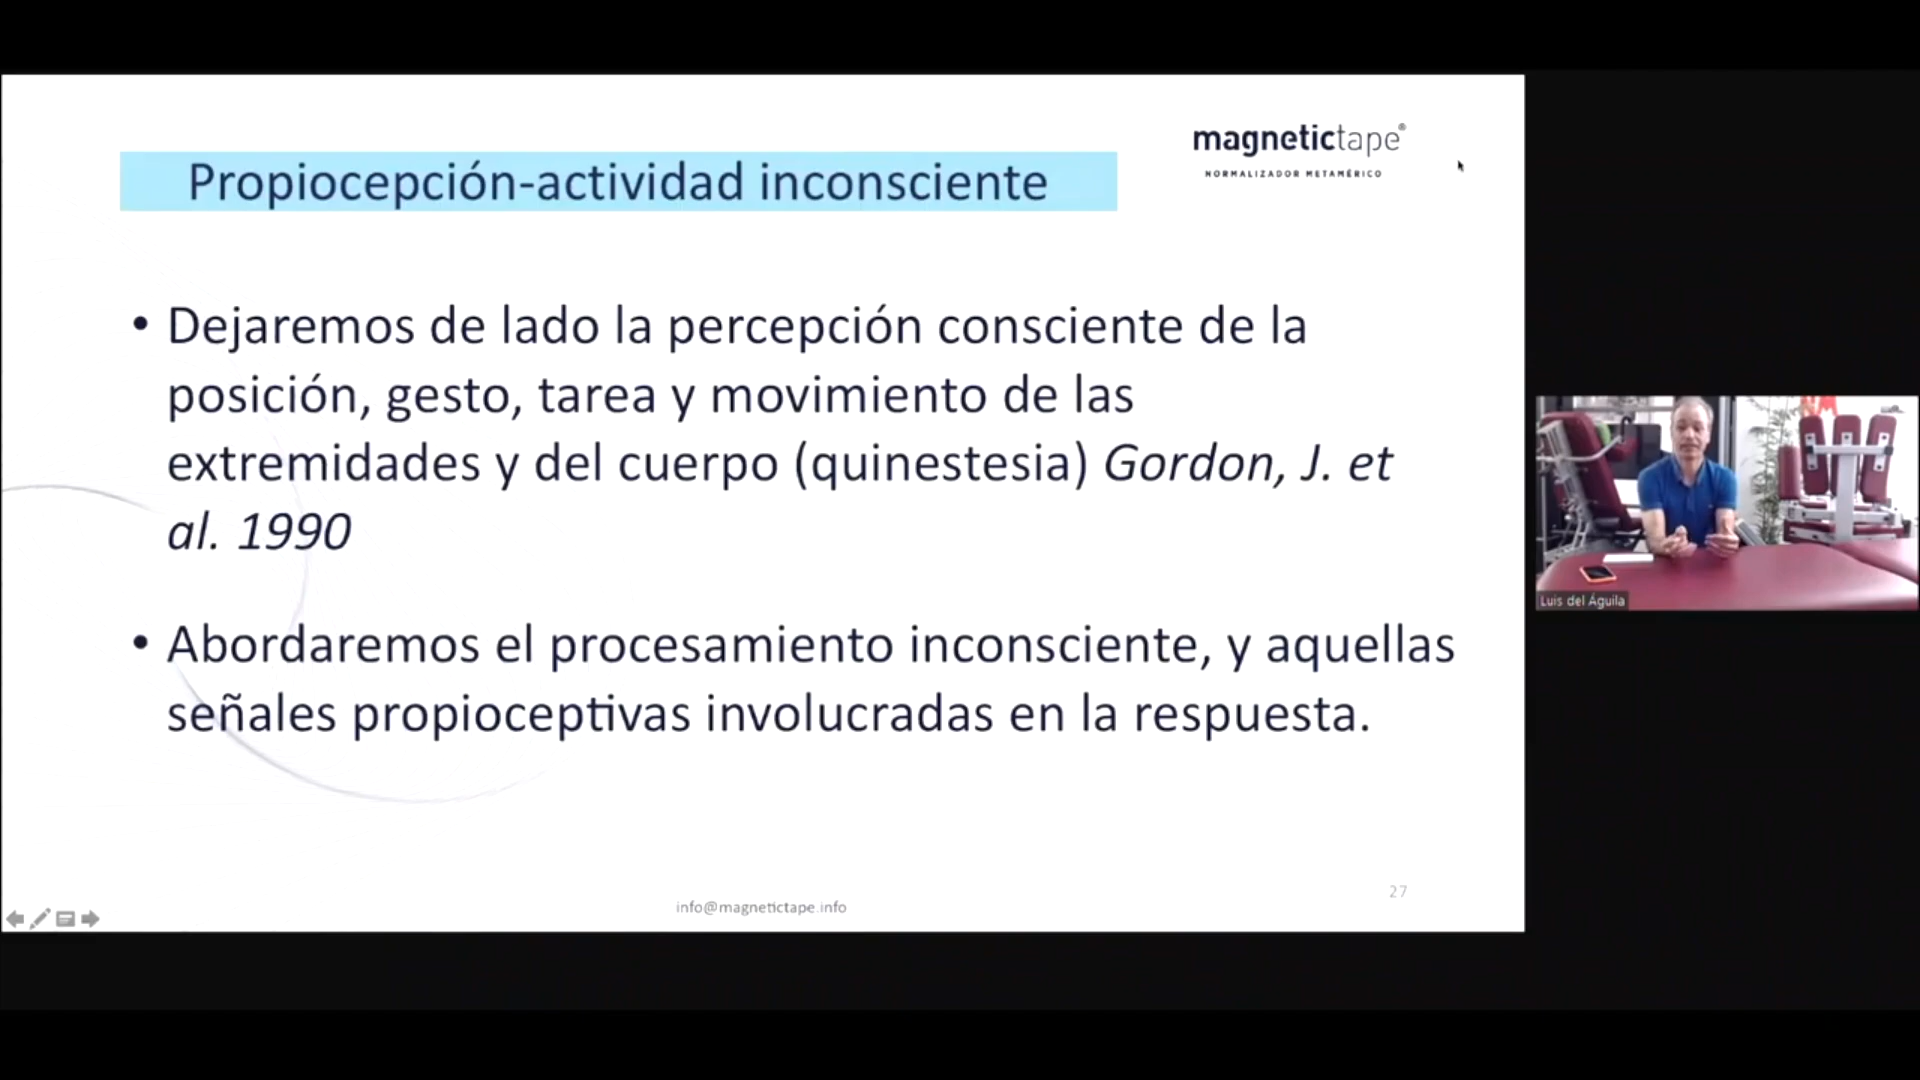 magnetictape®
NORMALIZADOR METAMÉRICO
Propiocepción-actividad inconsciente
• Dejaremos de lado la percepción consciente de la
posición, gesto, tarea y movimiento de las
extremidades y del cuerpo (quinestesia) Gordon, J. et
al. 1990
• Abordaremos el procesamiento inconsciente, y aquellas
señales propioceptivas involucradas en la respuesta.
info@magnetictape.info
27
Luis del Águila